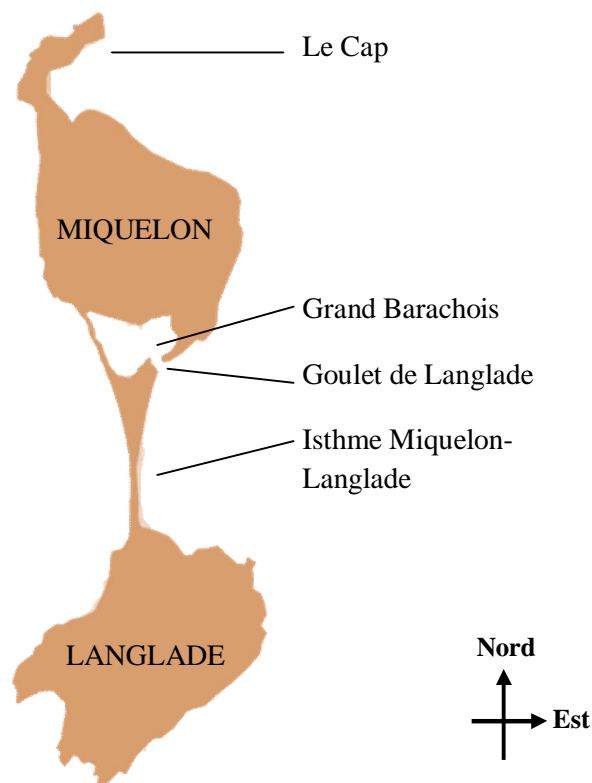 Le Cap
MIQUELON
Grand Barachois
Goulet de Langlade
Isthme Miquelon-
Langlade
LANGLADE
Nord
Est